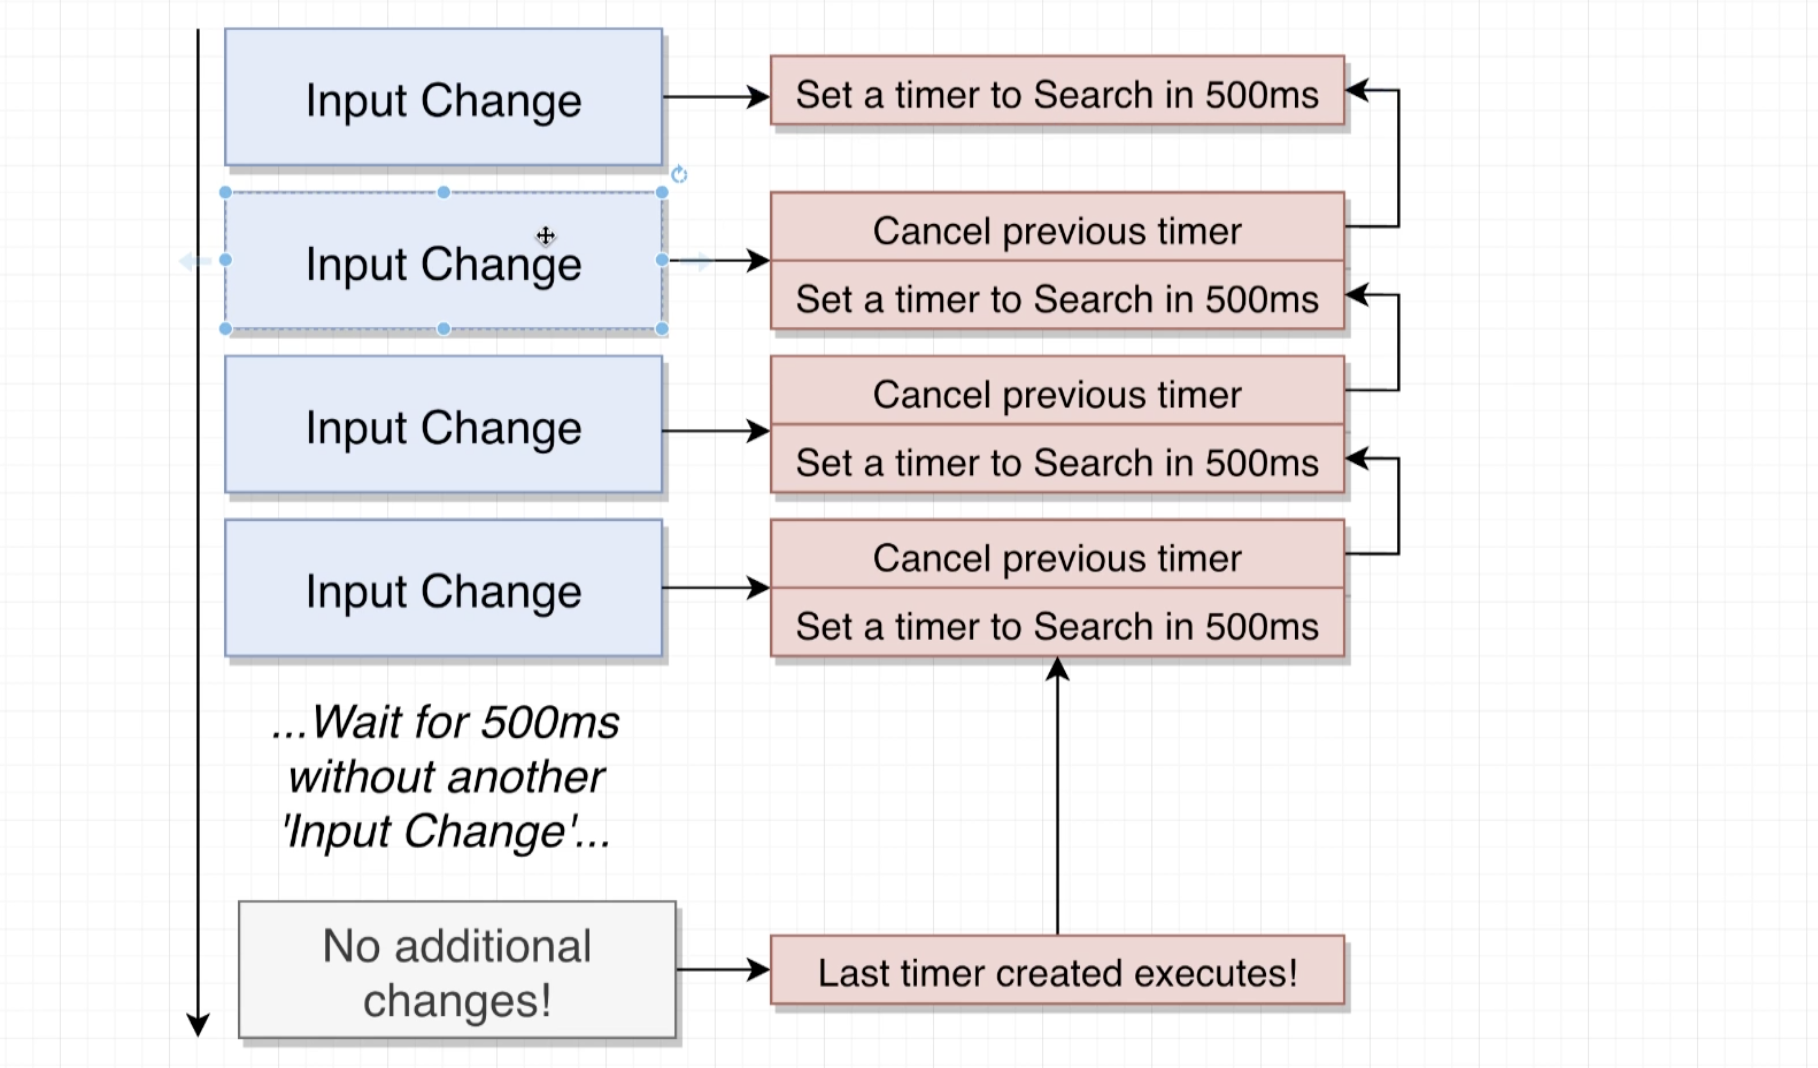 Input Change
Set a timer to Search in 500ms
Input Change
Cancel previous timer
Set a timer to Search in 500ms
Input Change
Cancel previous timer
Set a timer to Search in 500ms
Input Change
Cancel previous timer
Set a timer to Search in 500ms
...Wait for 500ms
without another
'Input Change'...
No additional
changes!
Last timer created executes!